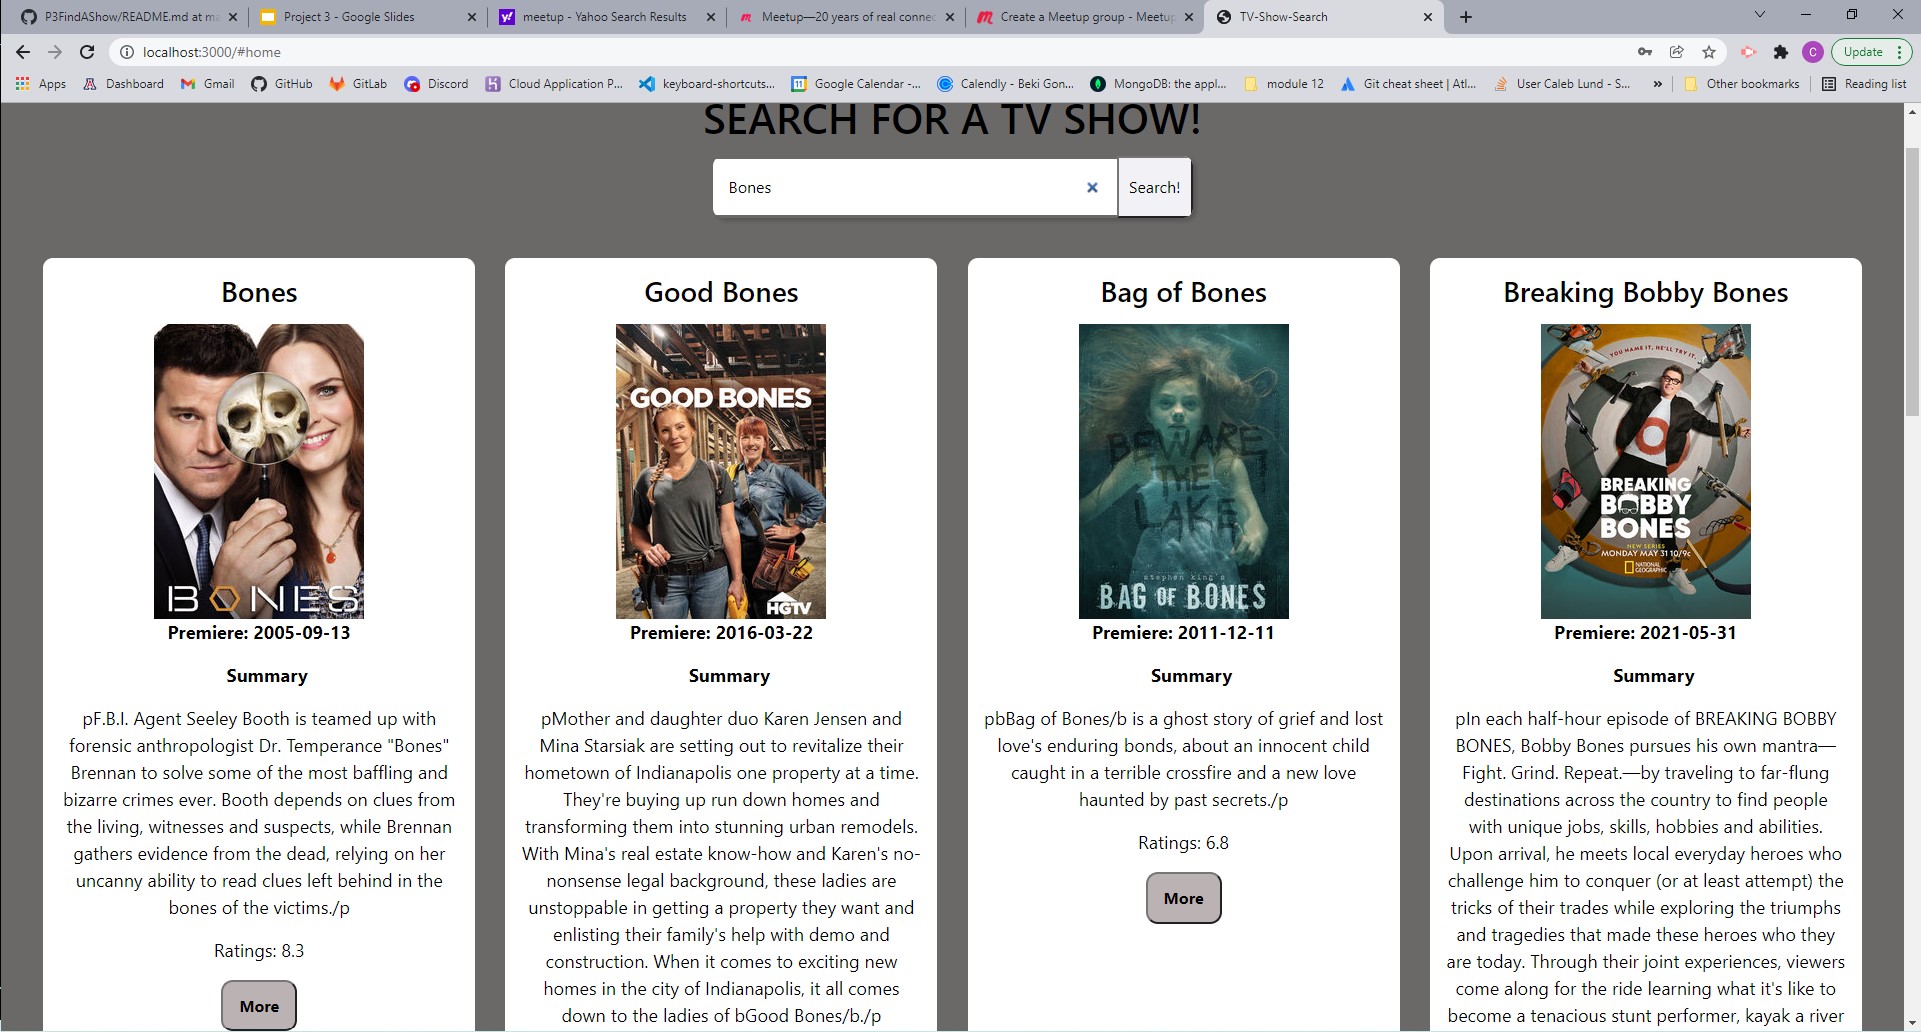 P3FindAShow/README.md at ma
Project 3 - Google Slides
meetup - Yahoo Search Results
Meetup—20 years of real connec
Create a Meetup group - Meetup
TV-Show-Search
localhost:3000/#home
C
Update
Apps
Dashboard
Gmail
GitHub
GitLab
Discord
Cloud Application P...
keyboard-shortcuts...
Google Calendar -...
Calendly - Beki Gon...
MongoDB: the appl...
module 12
Git cheat sheet | Atl...
User Caleb Lund - S...
»
Other bookmarks
Reading list
SEARCH FOR A TV SHOW!
Bones
Search!
Bones
BONES
Premiere: 2005-09-13
Summary
pF.B.I. Agent Seeley Booth is teamed up with
forensic anthropologist Dr. Temperance "Bones"
Brennan to solve some of the most baffling and
bizarre crimes ever. Booth depends on clues from
the living, witnesses and suspects, while Brennan
gathers evidence from the dead, relying on her
uncanny ability to read clues left behind in the
bones of the victims./p
Ratings: 8.3
More
Good Bones
GOOD BONES
HGTV
Premiere: 2016-03-22
Summary
pMother and daughter duo Karen Jensen and
Mina Starsiak are setting out to revitalize their
hometown of Indianapolis one property at a time.
They're buying up run down homes and
transforming them into stunning urban remodels.
With Mina's real estate know-how and Karen's no-
nonsense legal background, these ladies are
unstoppable in getting a property they want and
enlisting their family's help with demo and
construction. When it comes to exciting new
homes in the city of Indianapolis, it all comes
down to the ladies of bGood Bones/b./p
Bag of Bones
BEWARE
THE
LAKE
stephen king's
BAG OF BONES
Premiere: 2011-12-11
Summary
pbBag of Bones/b is a ghost story of grief and lost
love's enduring bonds, about an innocent child
caught in a terrible crossfire and a new love
haunted by past secrets./p
Ratings: 6.8
More
Breaking Bobby Bones
YOU NAME IT, HE'LL TRY IT.
BREAKING
BOBBY
BONES
NEW SERIES
MONDAY MAY 31 10/9c
NATIONAL
GEOGRAPHIC
Premiere: 2021-05-31
Summary
pIn each half-hour episode of BREAKING BOBBY
BONES, Bobby Bones pursues his own mantra—
Fight. Grind. Repeat.—by traveling to far-flung
destinations across the country to find people
with unique jobs, skills, hobbies and abilities.
Upon arrival, he meets local everyday heroes who
challenge him to conquer (or at least attempt) the
tricks of their trades while exploring the triumphs
and tragedies that made these heroes who they
are today. Through their joint experiences, viewers
come along for the ride learning what it's like to
become a tenacious stunt performer, kayak a river